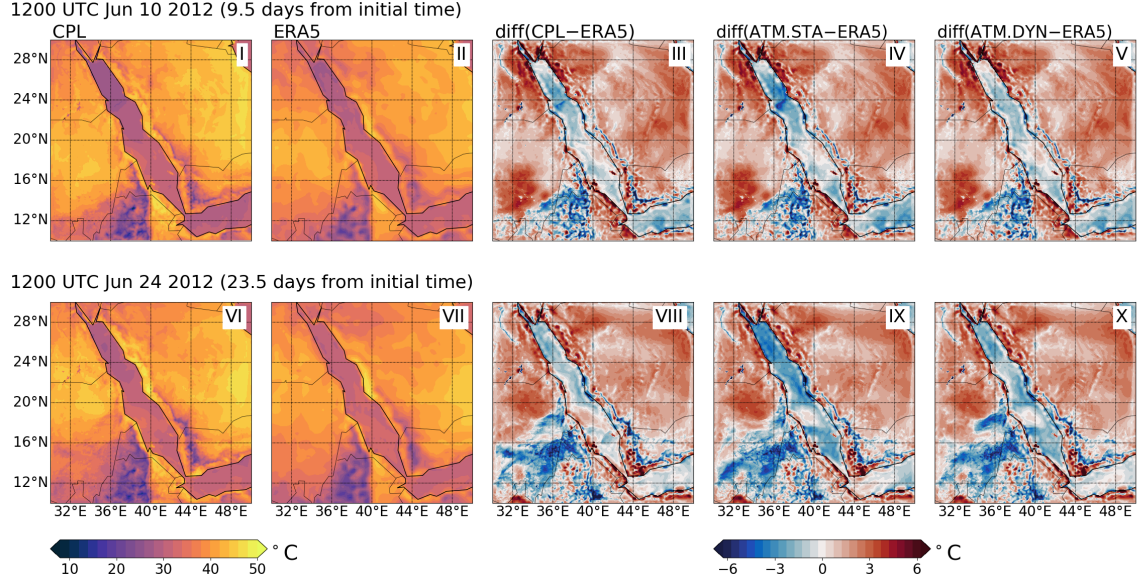 1200 UTC Jun 10 2012 (9.5 days from initial time)
CPL ERA5 diff(CPL−ERA5) diff(ATM.STA−ERA5) diff(ATM.DYN−ERA5)
I II III IV V
28°N
24°N
20°N
16°N
12°N
1200 UTC Jun 24 2012 (23.5 days from initial time)
VI VII VIII IX X
28°N
24°N
20°N
16°N
12°N
32°E 36°E 40°E 44°E 48°E 32°E 36°E 40°E 44°E 48°E 32°E 36°E 40°E 44°E 48°E 32°E 36°E 40°E 44°E 48°E 32°E 36°E 40°E 44°E 48°E
10 20 30 40 50 °C
−6 −3 0 3 6 °C